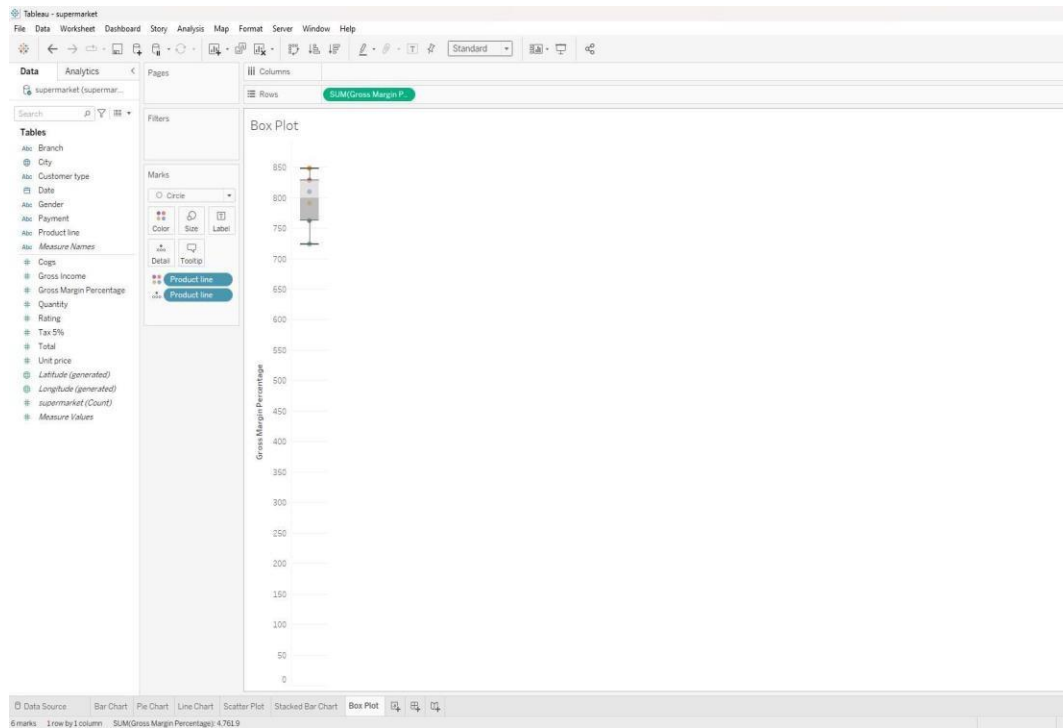 Tableau - supermarket
File Data Worksheet Dashboard Story Analysis Map Format Server Window Help
Standard
Data Analytics
supermarket (supermar...
Search
Tables
Abc Branch
City
Abc Customer type
Date
Abc Gender
Abc Payment
Abc Product line
Abc Measure Names
# Cogs
# Gross Income
# Gross Margin Percentage
# Quantity
# Rating
# Tax 5%
# Total
# Unit price
Latitude (generated)
Longitude (generated)
# supermarket (Count)
# Measure Values
Pages
Filters
Marks
Circle
Color Size Label
Detail Tooltip
Product line
Product line
Columns
Rows SUM(Gross Margin P..
Box Plot
850
800
750
700
650
600
550
500
450
400
350
300
250
200
150
100
50
0
Gross Margin Percentage
Data Source Bar Chart Pie Chart Line Chart Scatter Plot Stacked Bar Chart Box Plot
6 marks 1 row by 1 column SUM(Gross Margin Percentage): 4,761.9